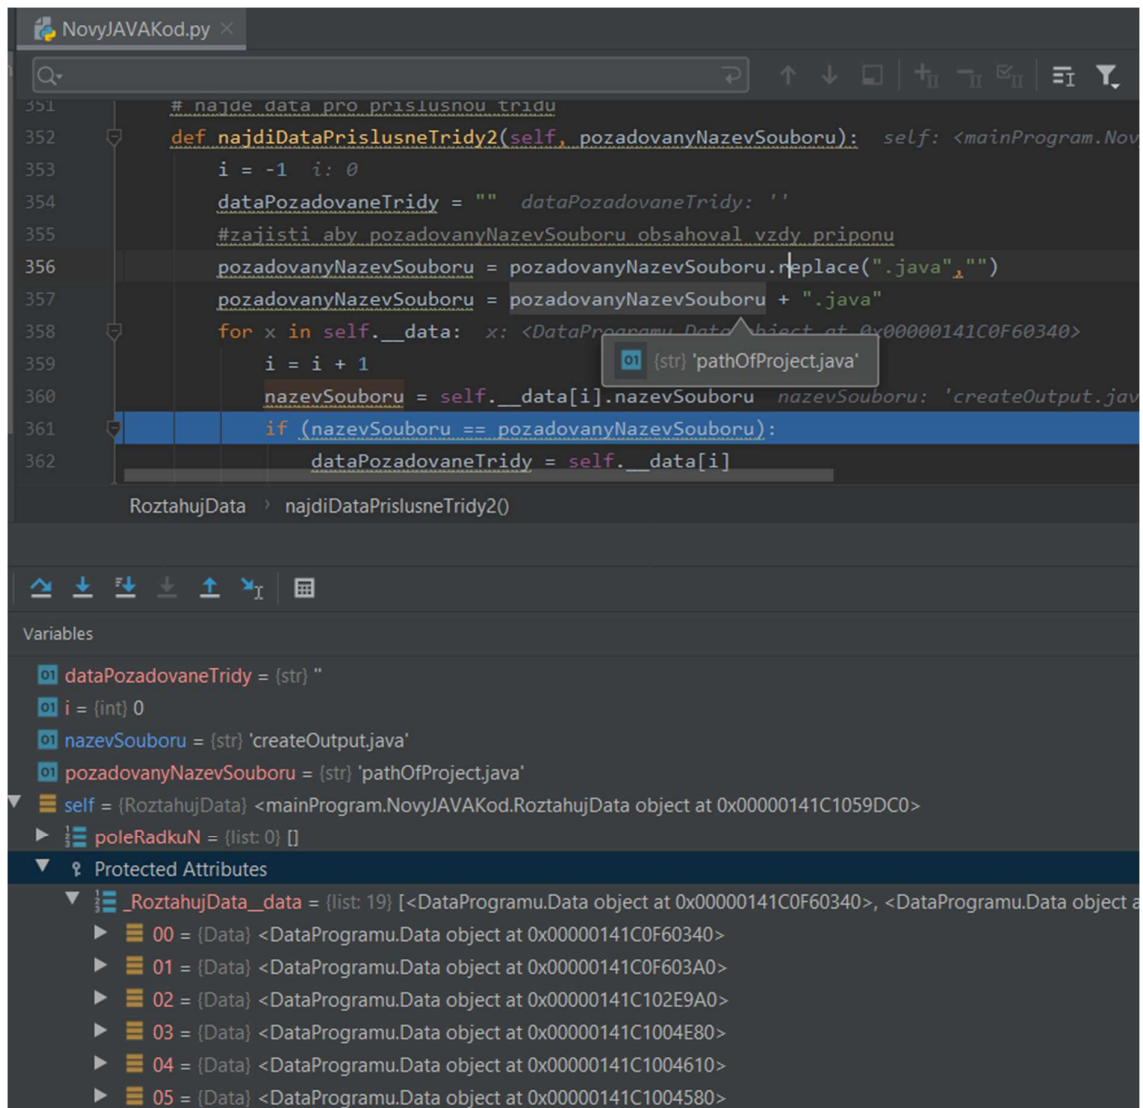 NovyJAVAKod.py
351 # najde data pro prislusnou tridu
352 def najdiDataPrislusneTridy2(self, pozadovanyNazevSouboru): self: <mainProgram.Nov
353 i = -1 i: 0
354 dataPozadovaneTridy = "" dataPozadovaneTridy: ''
355 #zajisti aby pozadovanyNazevSouboru obsahoval vzdy priponu
356 pozadovanyNazevSouboru = pozadovanyNazevSouboru.replace(".java","")
357 pozadovanyNazevSouboru = pozadovanyNazevSouboru + ".java"
358 for x in self.__data: x: <DataProgramu.Data object at 0x00000141C0F60340>
01 {str} 'pathOfProject.java'
359 i = i + 1
360 nazevSouboru = self.__data[i].nazevSouboru nazevSouboru: 'createOutput.jav
361 if (nazevSouboru == pozadovanyNazevSouboru):
362 dataPozadovaneTridy = self.__data[i]
RoztahujData › najdiDataPrislusneTridy2()
Variables
01 dataPozadovaneTridy = {str} ''
01 i = {int} 0
01 nazevSouboru = {str} 'createOutput.java'
01 pozadovanyNazevSouboru = {str} 'pathOfProject.java'
self = {RoztahujData} <mainProgram.NovyJAVAKod.RoztahujData object at 0x00000141C1059DC0>
poleRadkuN = {list: 0} []
Protected Attributes
_RoztahujData__data = {list: 19} [<DataProgramu.Data object at 0x00000141C0F60340>, <DataProgramu.Data object a
00 = {Data} <DataProgramu.Data object at 0x00000141C0F60340>
01 = {Data} <DataProgramu.Data object at 0x00000141C0F603A0>
02 = {Data} <DataProgramu.Data object at 0x00000141C102E9A0>
03 = {Data} <DataProgramu.Data object at 0x00000141C1004E80>
04 = {Data} <DataProgramu.Data object at 0x00000141C1004610>
05 = {Data} <DataProgramu.Data object at 0x00000141C1004580>